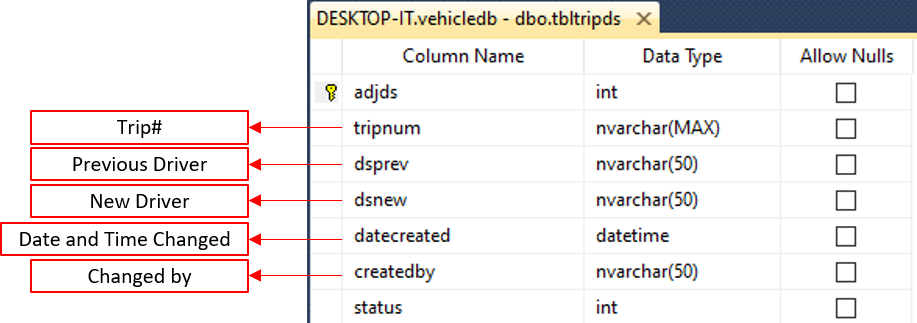 DESKTOP-IT.vehicledb - dbo.tbltripds ×
Column Name Data Type Allow Nulls
adjds int
Trip# tripnum nvarchar(MAX)
Previous Driver dsprev nvarchar(50)
New Driver dsnew nvarchar(50)
Date and Time Changed datecreated datetime
Changed by createdby nvarchar(50)
status int